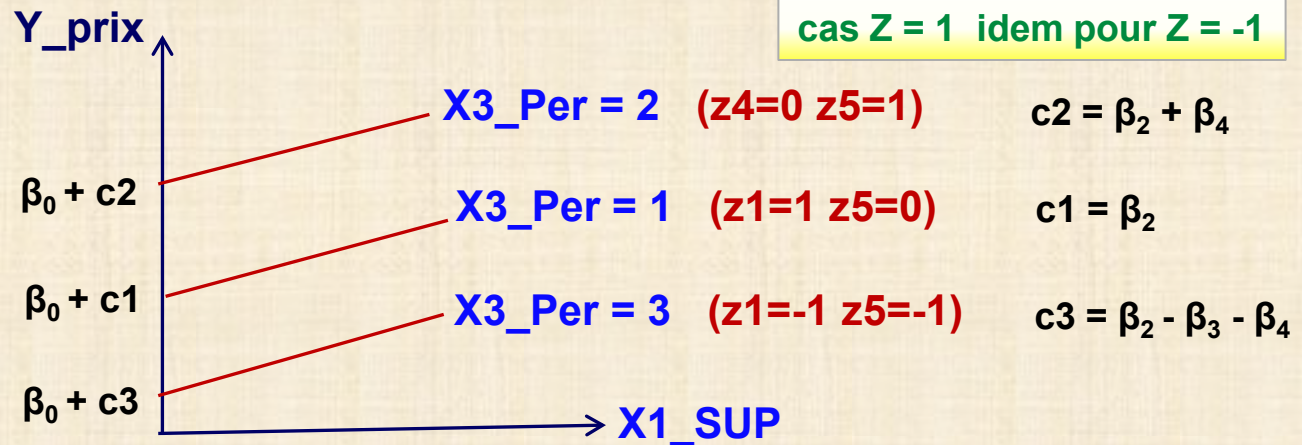 Y_prix
cas Z = 1 idem pour Z = -1
X3_Per = 2 (z4=0 z5=1) c2 = β₂ + β₄
β₀ + c2
X3_Per = 1 (z1=1 z5=0) c1 = β₂
β₀ + c1
X3_Per = 3 (z1=-1 z5=-1) c3 = β₂ - β₃ - β₄
β₀ + c3
X1_SUP